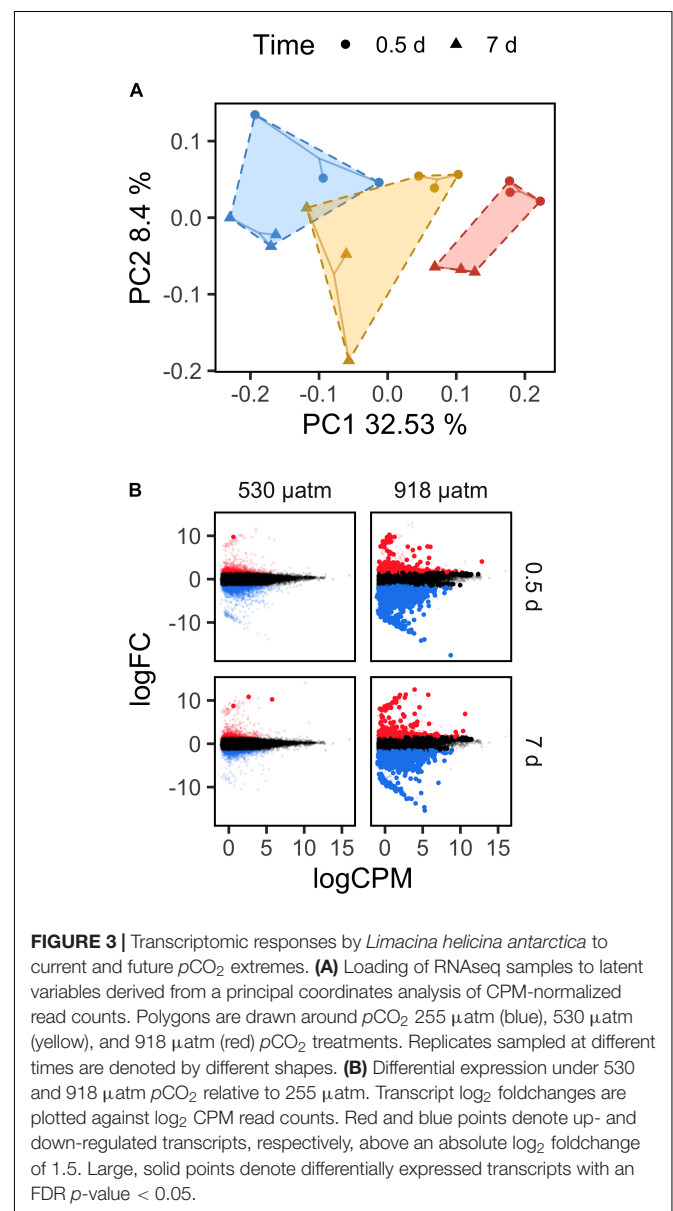 Time 0.5 d 7 d
A
0.1
0.0
-0.1
-0.2
PC2 8.4 %
-0.2 -0.1 0.0 0.1 0.2
PC1 32.53 %
B
530 µatm 918 µatm
10
0
-10
0.5 d
logFC
10
0
-10
7 d
0 5 10 15 0 5 10 15
logCPM
FIGURE 3 | Transcriptomic responses by Limacina helicina antarctica to
current and future pCO₂ extremes. (A) Loading of RNAseq samples to latent
variables derived from a principal coordinates analysis of CPM-normalized
read counts. Polygons are drawn around pCO₂ 255 µatm (blue), 530 µatm
(yellow), and 918 µatm (red) pCO₂ treatments. Replicates sampled at different
times are denoted by different shapes. (B) Differential expression under 530
and 918 µatm pCO₂ relative to 255 µatm. Transcript log₂ foldchanges are
plotted against log₂ CPM read counts. Red and blue points denote up- and
down-regulated transcripts, respectively, above an absolute log₂ foldchange
of 1.5. Large, solid points denote differentially expressed transcripts with an
FDR p-value < 0.05.